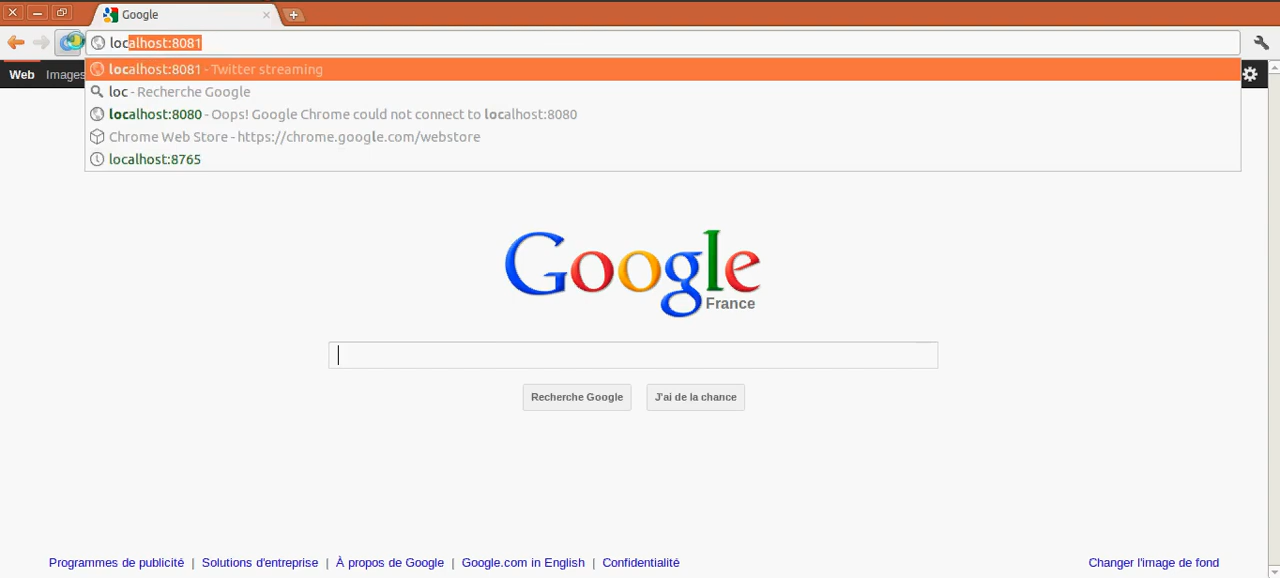 Google
localhost:8081
localhost:8081 - Twitter streaming
loc - Recherche Google
localhost:8080 - Oops! Google Chrome could not connect to localhost:8080
Chrome Web Store - https://chrome.google.com/webstore
localhost:8765
Web Images
Google
France
Recherche Google J'ai de la chance
Programmes de publicité | Solutions d'entreprise | À propos de Google | Google.com in English | Confidentialité Changer l'image de fond